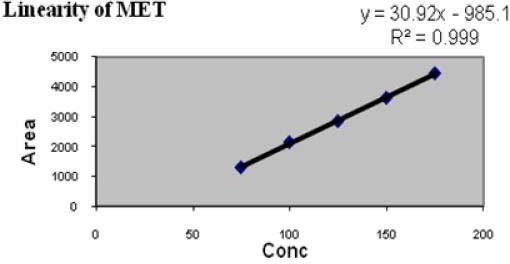 Linearity of MET
y = 30.92x - 985.1
R² = 0.999
5000
4000
3000
2000
1000
0
Area
0 50 100 150 200
Conc